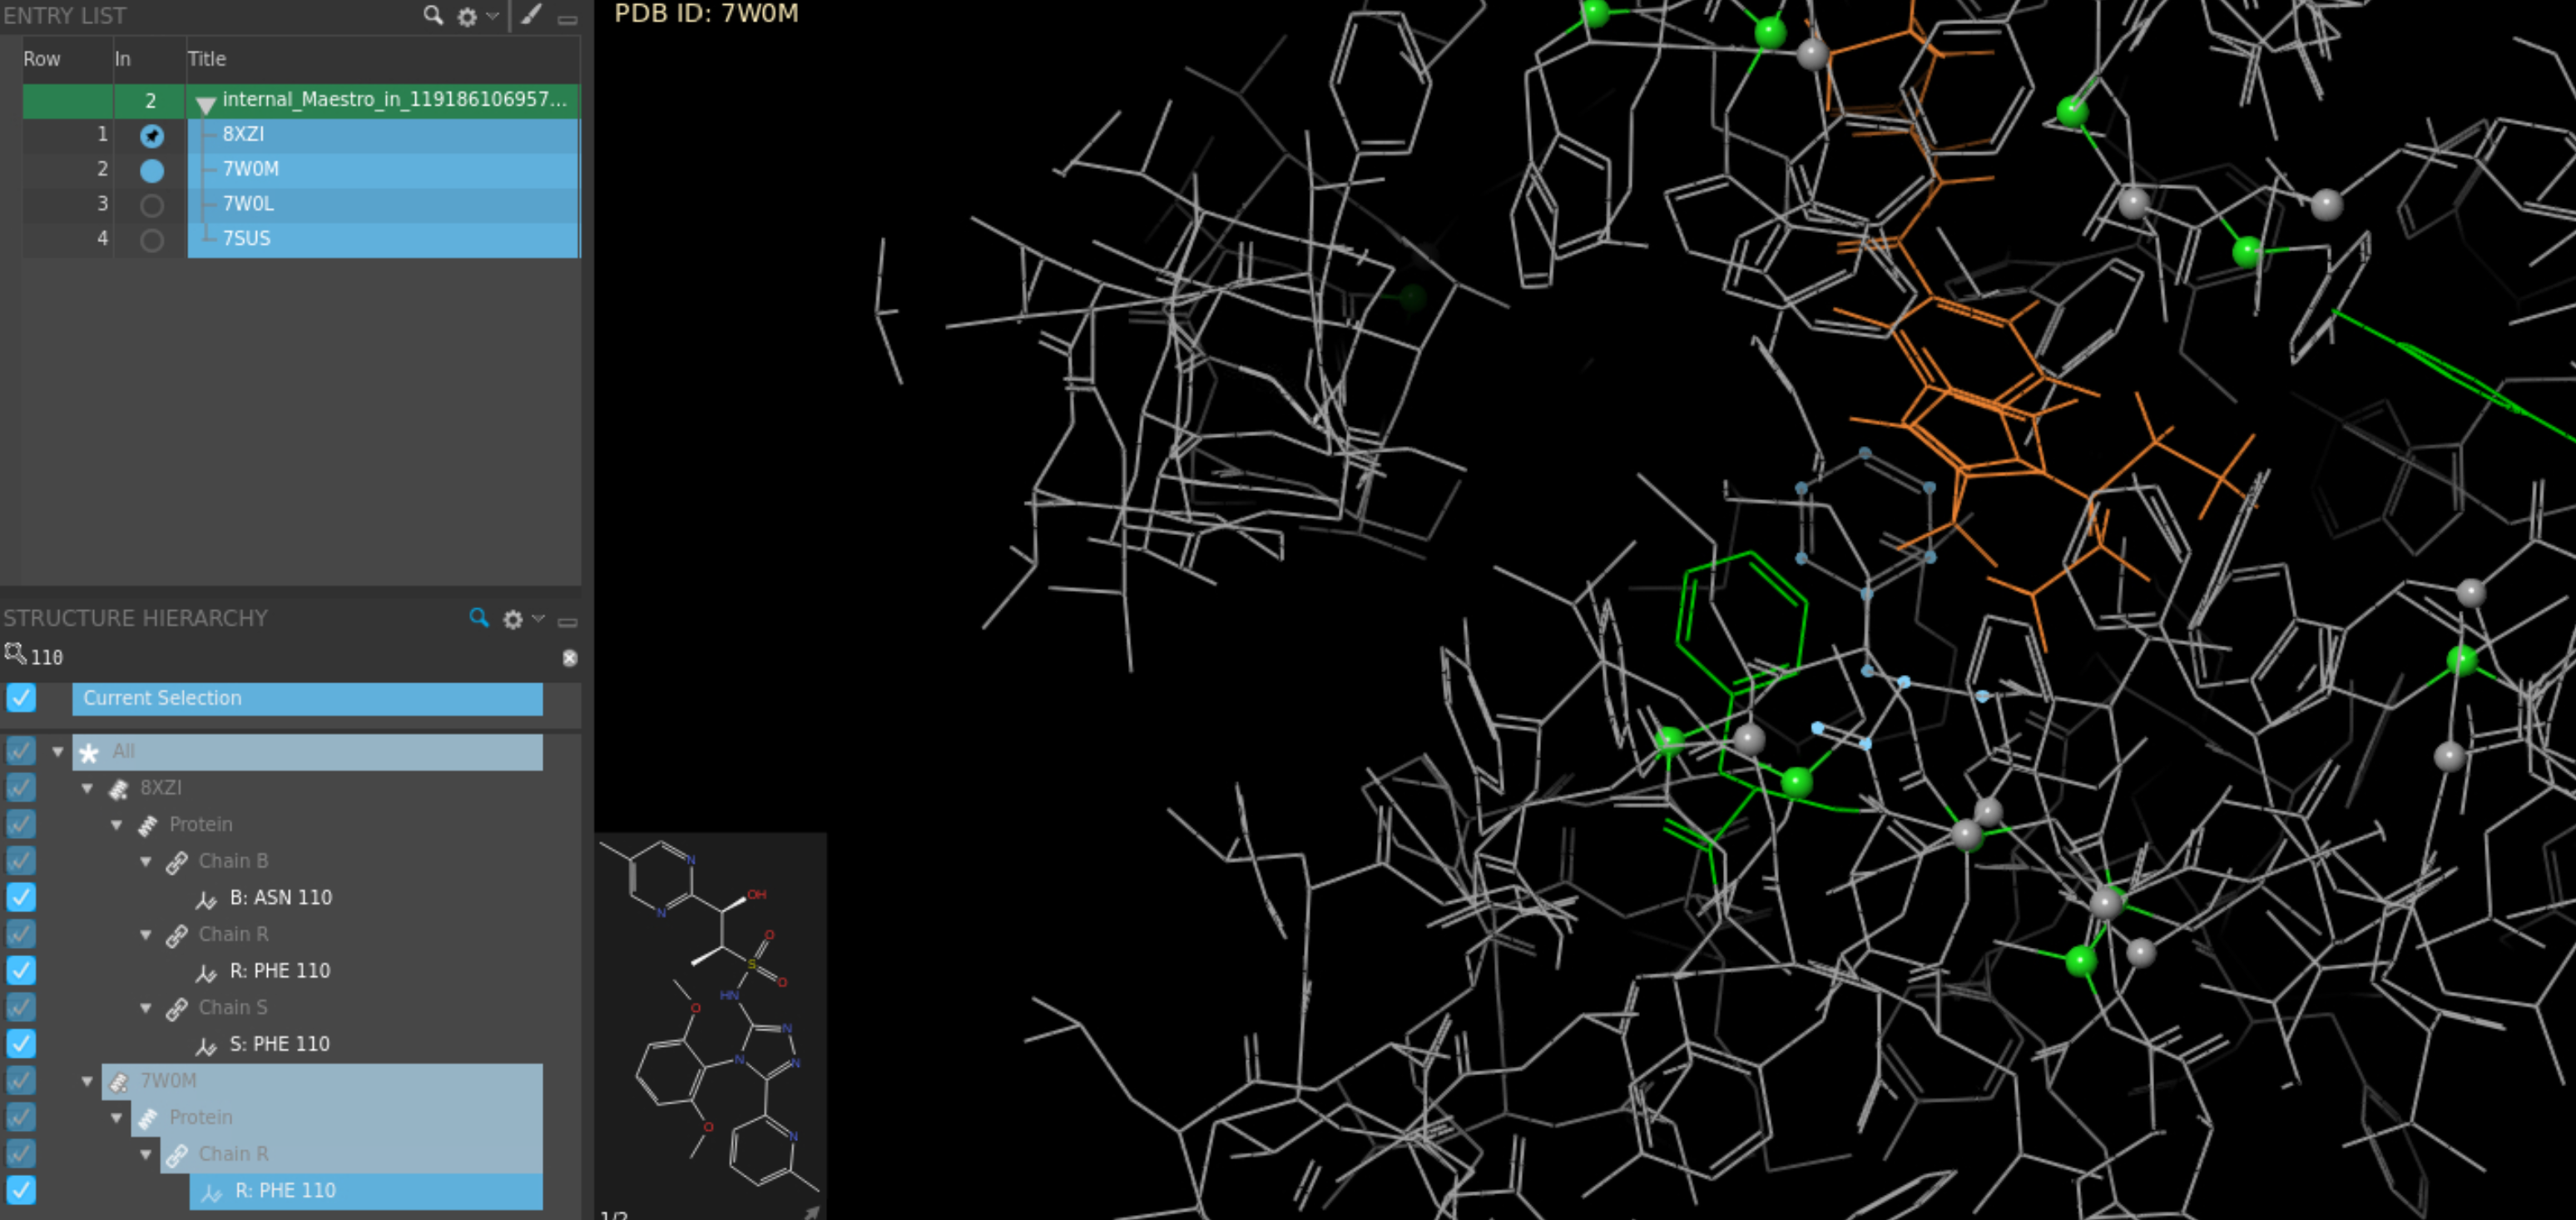 ENTRY LIST
Row In Title
2 internal_Maestro_in_119186106957...
1 8XZI
2 7W0M
3 7W0L
4 7SUS
STRUCTURE HIERARCHY
110
Current Selection
All
8XZI
Protein
Chain B
B: ASN 110
Chain R
R: PHE 110
Chain S
S: PHE 110
7W0M
Protein
Chain R
R: PHE 110
PDB ID: 7W0M
N
OH
N
O
S
O
HN
O
N
N
N
O
N
1/2